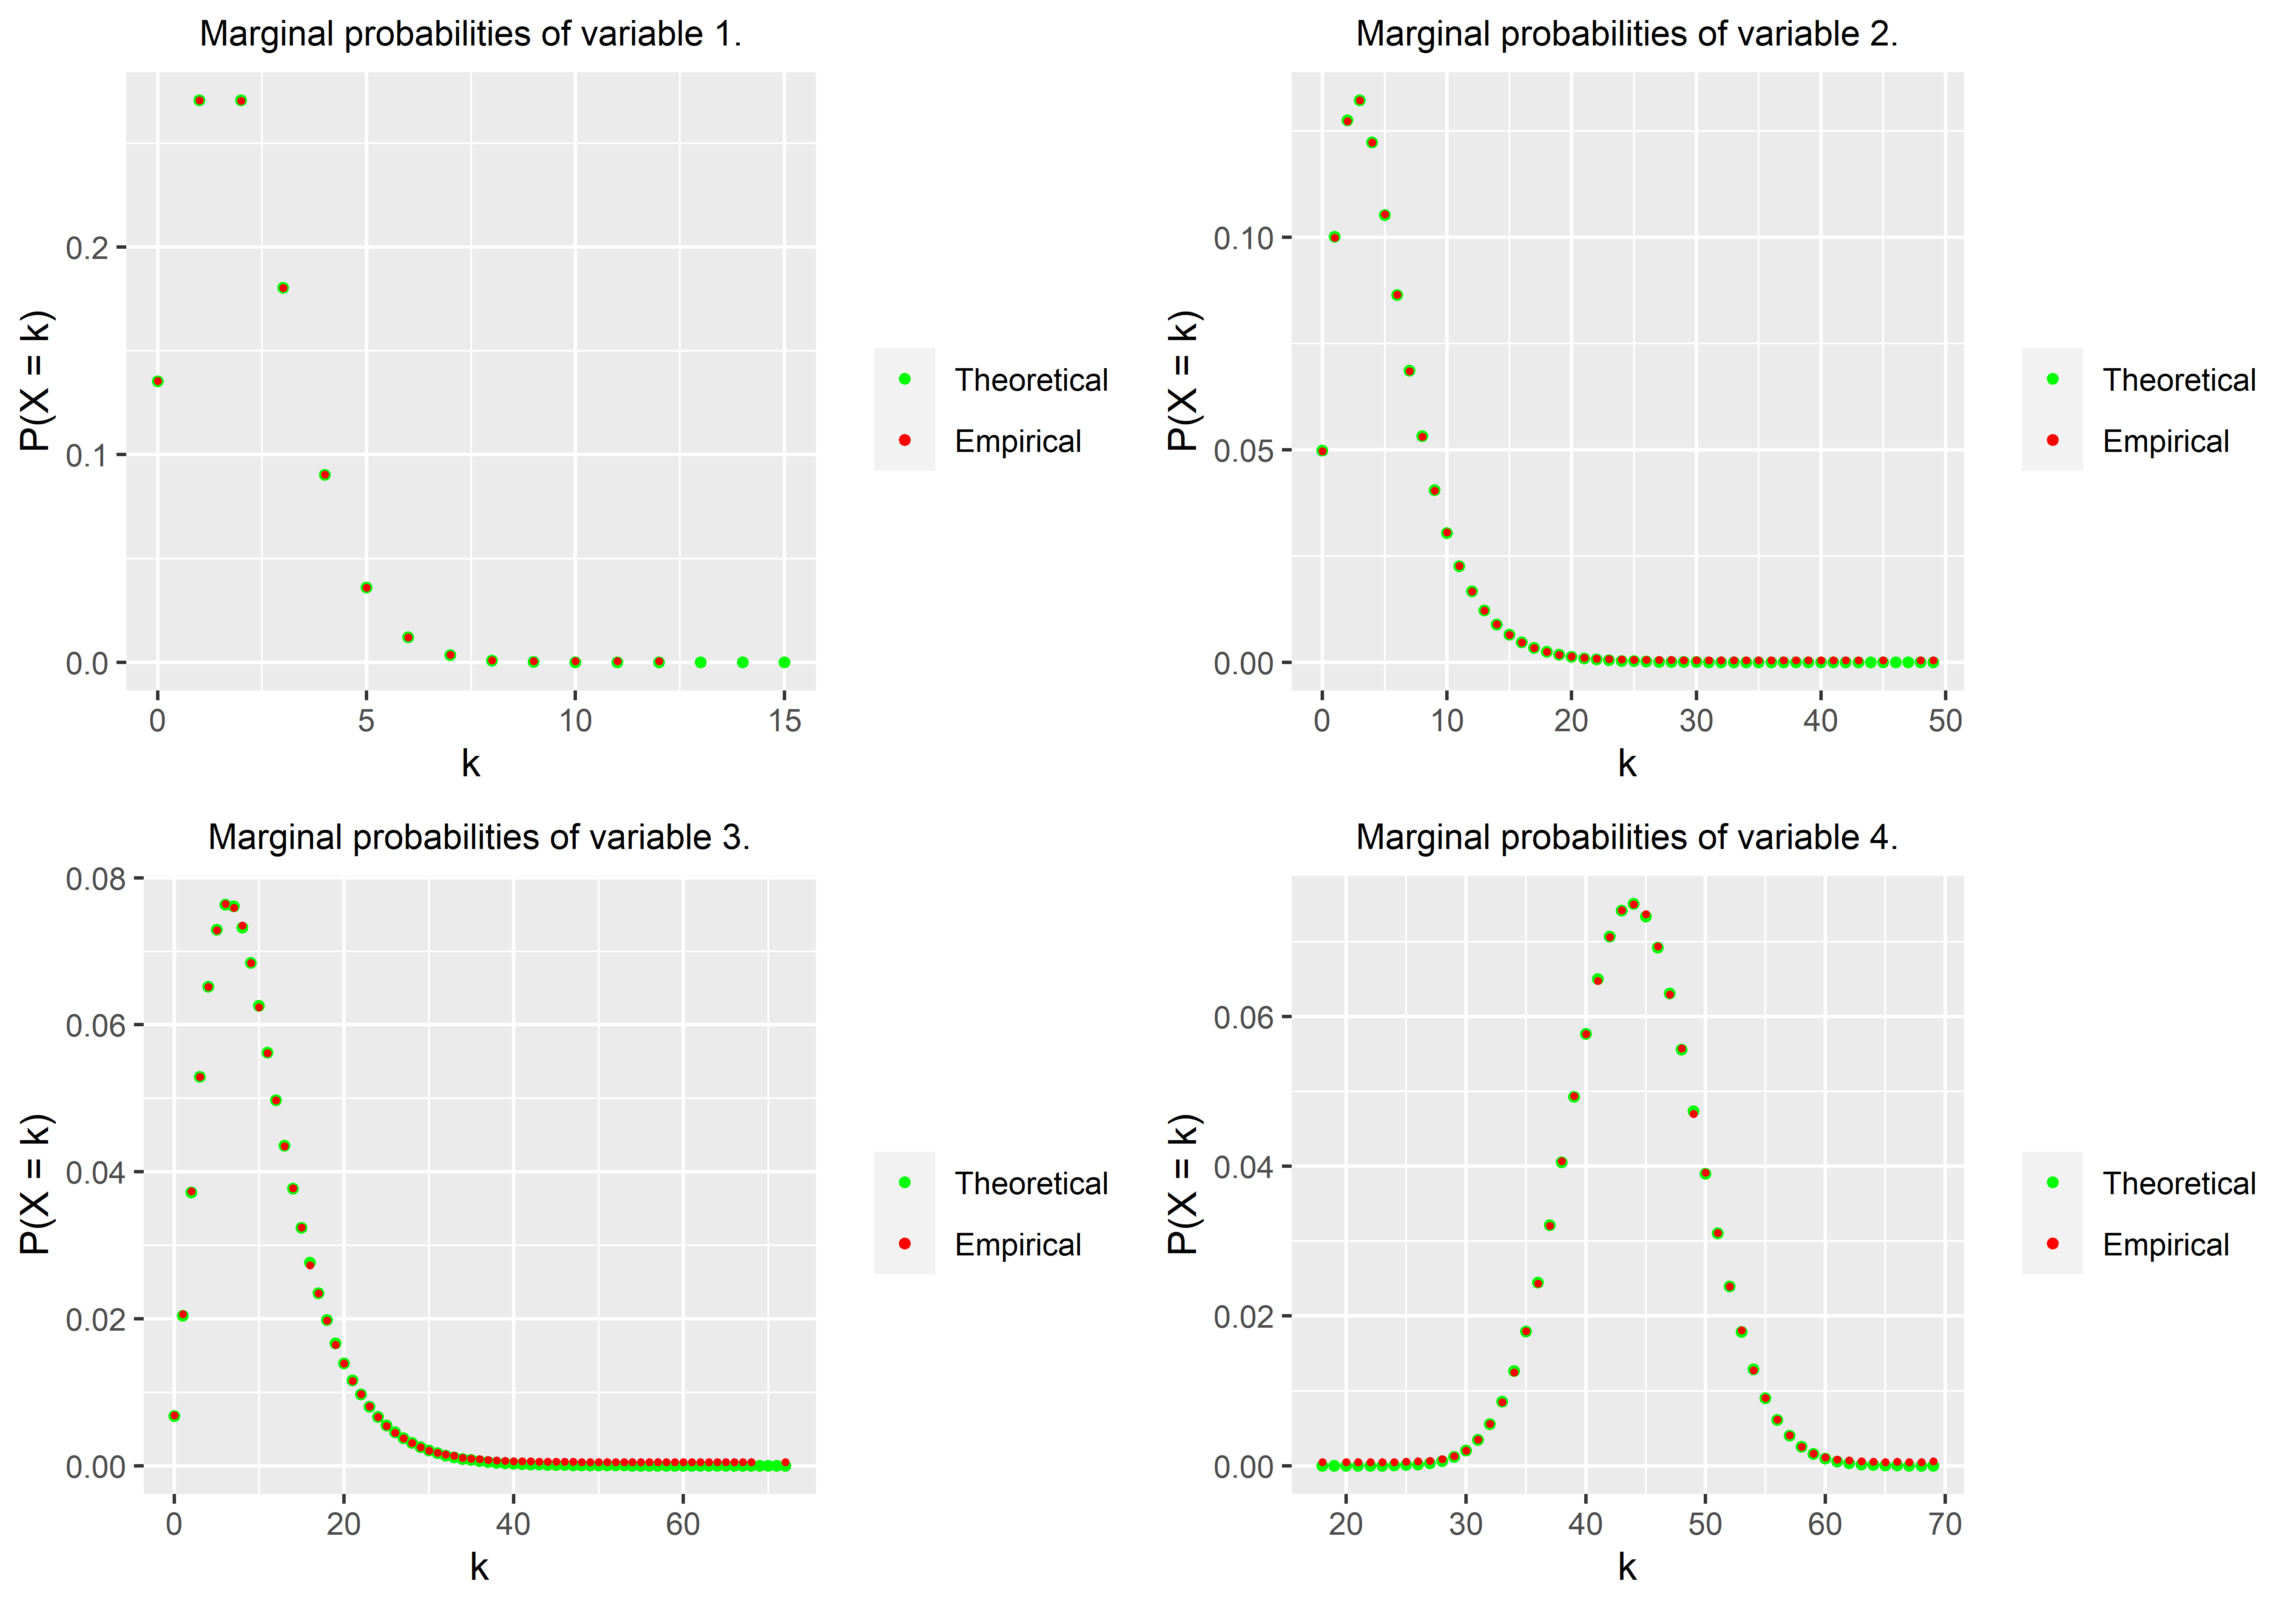 Marginal probabilities of variable 1.
P(X = k)
0.2
0.1
0.0
0 5 10 15
k
Theoretical
Empirical
Marginal probabilities of variable 2.
P(X = k)
0.10
0.05
0.00
0 10 20 30 40 50
k
Theoretical
Empirical
Marginal probabilities of variable 3.
P(X = k)
0.08
0.06
0.04
0.02
0.00
0 20 40 60
k
Theoretical
Empirical
Marginal probabilities of variable 4.
P(X = k)
0.06
0.04
0.02
0.00
20 30 40 50 60 70
k
Theoretical
Empirical